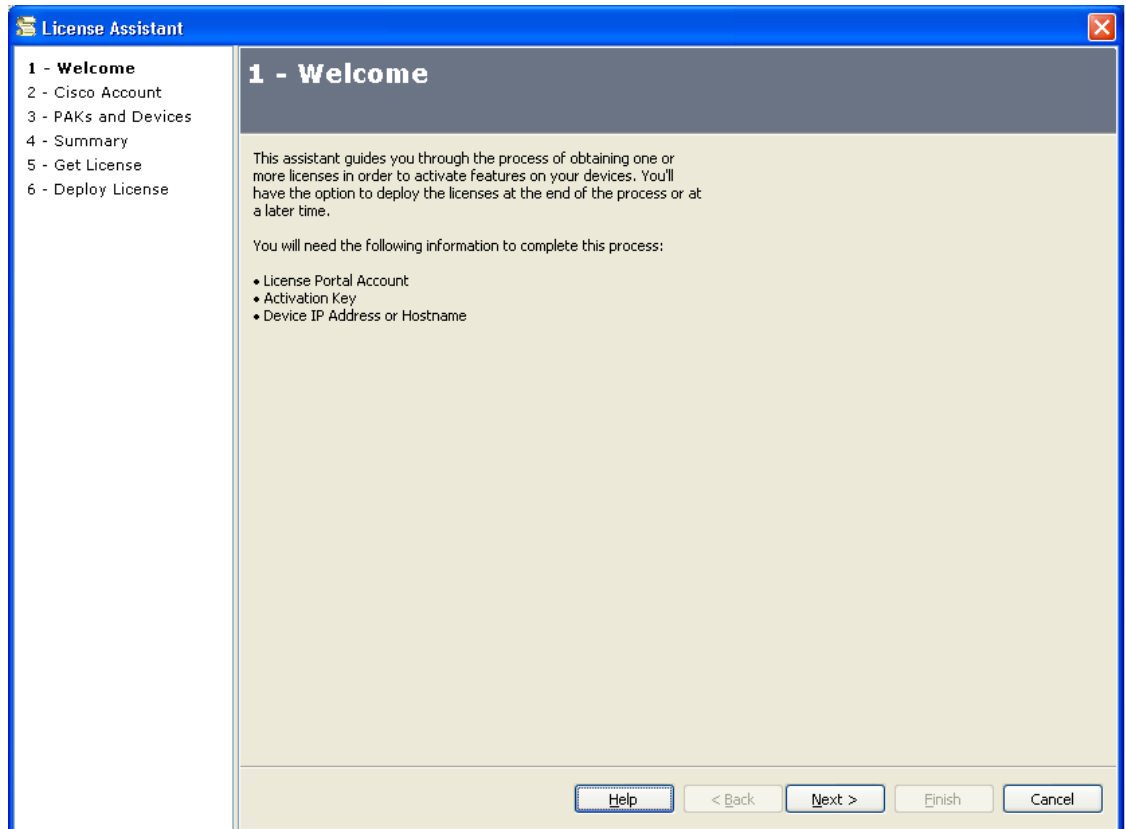 License Assistant
1 - Welcome
2 - Cisco Account
3 - PAKs and Devices
4 - Summary
5 - Get License
6 - Deploy License
1 - Welcome
This assistant guides you through the process of obtaining one or
more licenses in order to activate features on your devices. You'll
have the option to deploy the licenses at the end of the process or at
a later time.
You will need the following information to complete this process:
• License Portal Account
• Activation Key
• Device IP Address or Hostname
Help
< Back
Next >
Finish
Cancel